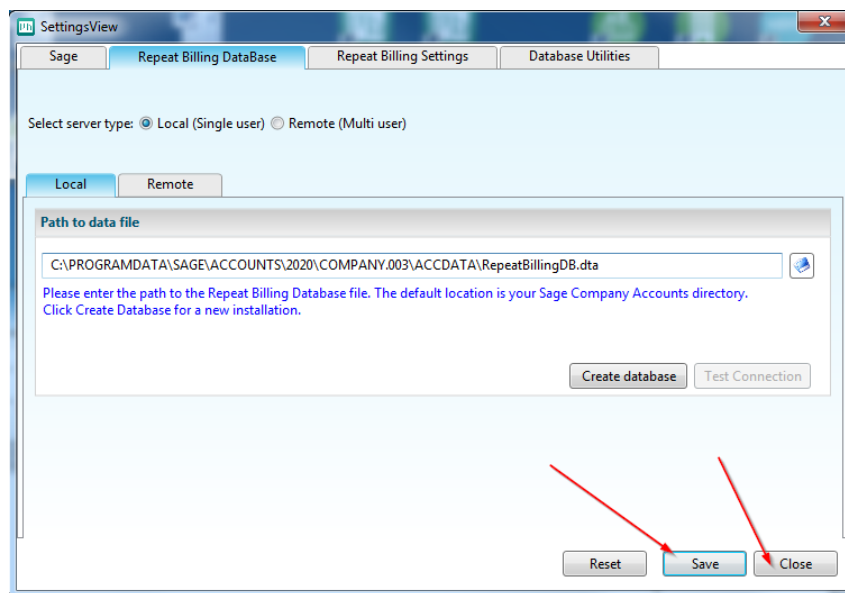 SettingsView
Sage Repeat Billing DataBase Repeat Billing Settings Database Utilities
Select server type: Local (Single user) Remote (Multi user)
Local Remote
Path to data file
C:\PROGRAMDATA\SAGE\ACCOUNTS\2020\COMPANY.003\ACCDATA\RepeatBillingDB.dta
Please enter the path to the Repeat Billing Database file. The default location is your Sage Company Accounts directory.
Click Create Database for a new installation.
Create database Test Connection
Reset Save Close